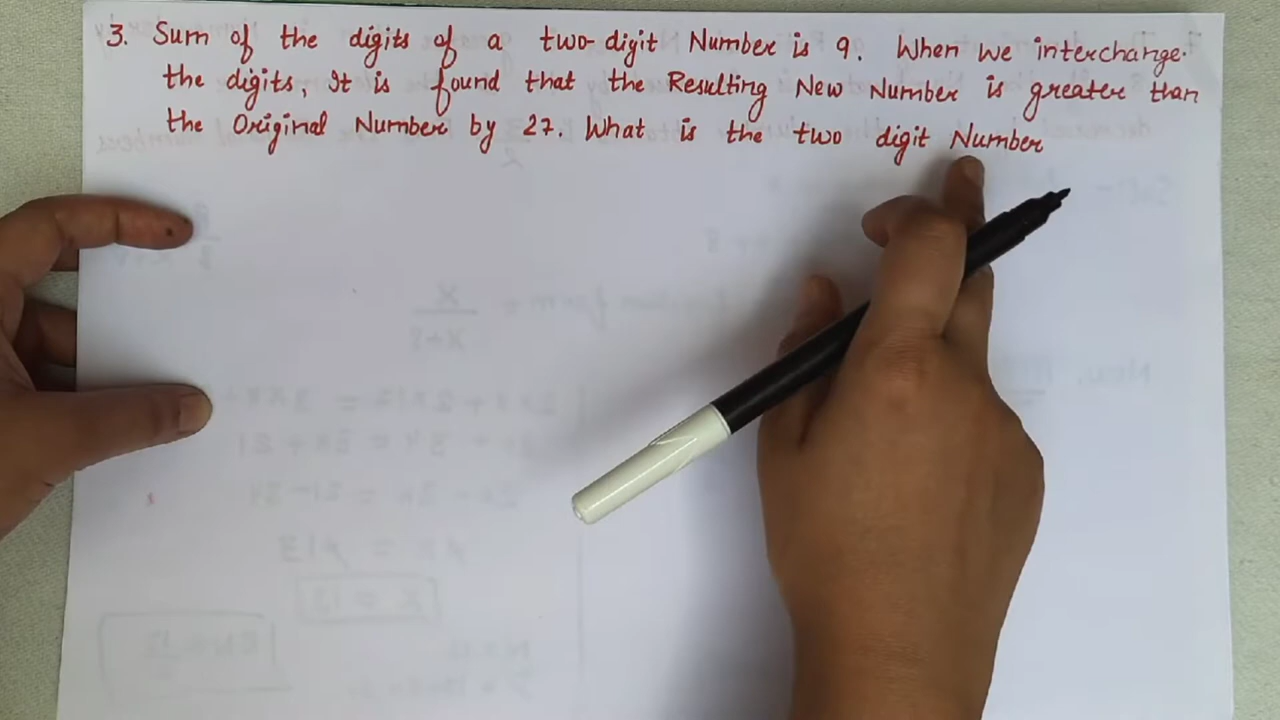 3. Sum of the digits of a two-digit Number is 9. When we interchange.
the digits, It is found that the Resulting New Number is greater than
the Original Number by 27. What is the two digit Number